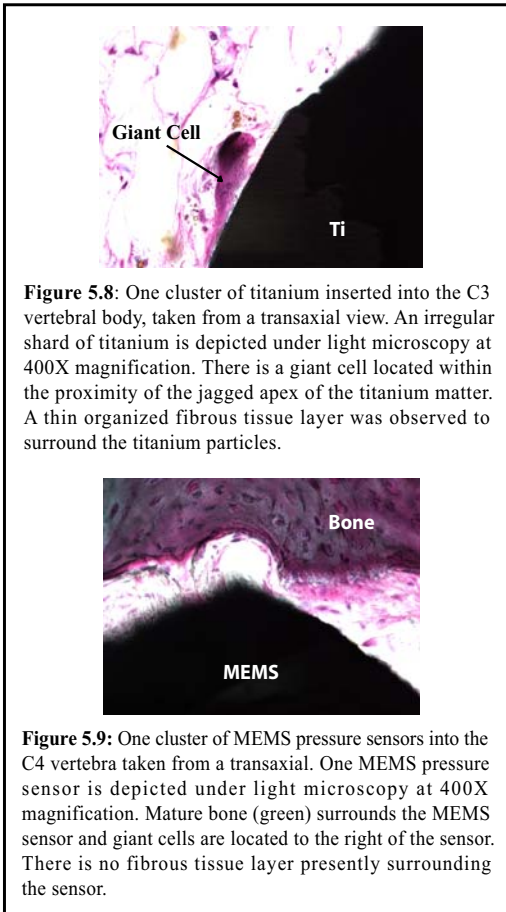 Giant Cell
Ti
Figure 5.8: One cluster of titanium inserted into the C3
vertebral body, taken from a transaxial view. An irregular
shard of titanium is depicted under light microscopy at
400X magnification. There is a giant cell located within
the proximity of the jagged apex of the titanium matter.
A thin organized fibrous tissue layer was observed to
surround the titanium particles.
Bone
MEMS
Figure 5.9: One cluster of MEMS pressure sensors into the
C4 vertebra taken from a transaxial. One MEMS pressure
sensor is depicted under light microscopy at 400X
magnification. Mature bone (green) surrounds the MEMS
sensor and giant cells are located to the right of the sensor.
There is no fibrous tissue layer presently surrounding
the sensor.